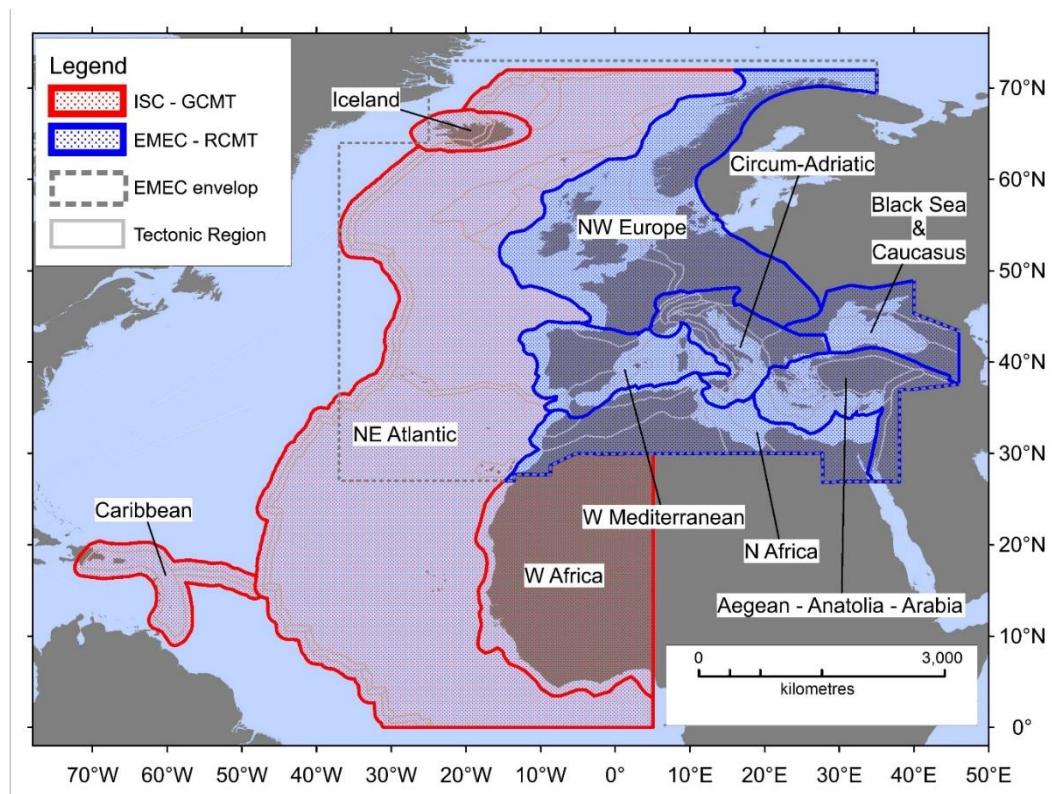 Legend
ISC - GCMT
EMEC - RCMT
EMEC envelop
Tectonic Region
Iceland
Circum-Adriatic
Black Sea
&
Caucasus
NW Europe
NE Atlantic
Caribbean
W Mediterranean
N Africa
W Africa
Aegean - Anatolia - Arabia
0 3,000
kilometres
70°N
60°N
50°N
40°N
30°N
20°N
10°N
0°
70°W 60°W 50°W 40°W 30°W 20°W 10°W 0° 10°E 20°E 30°E 40°E 50°E